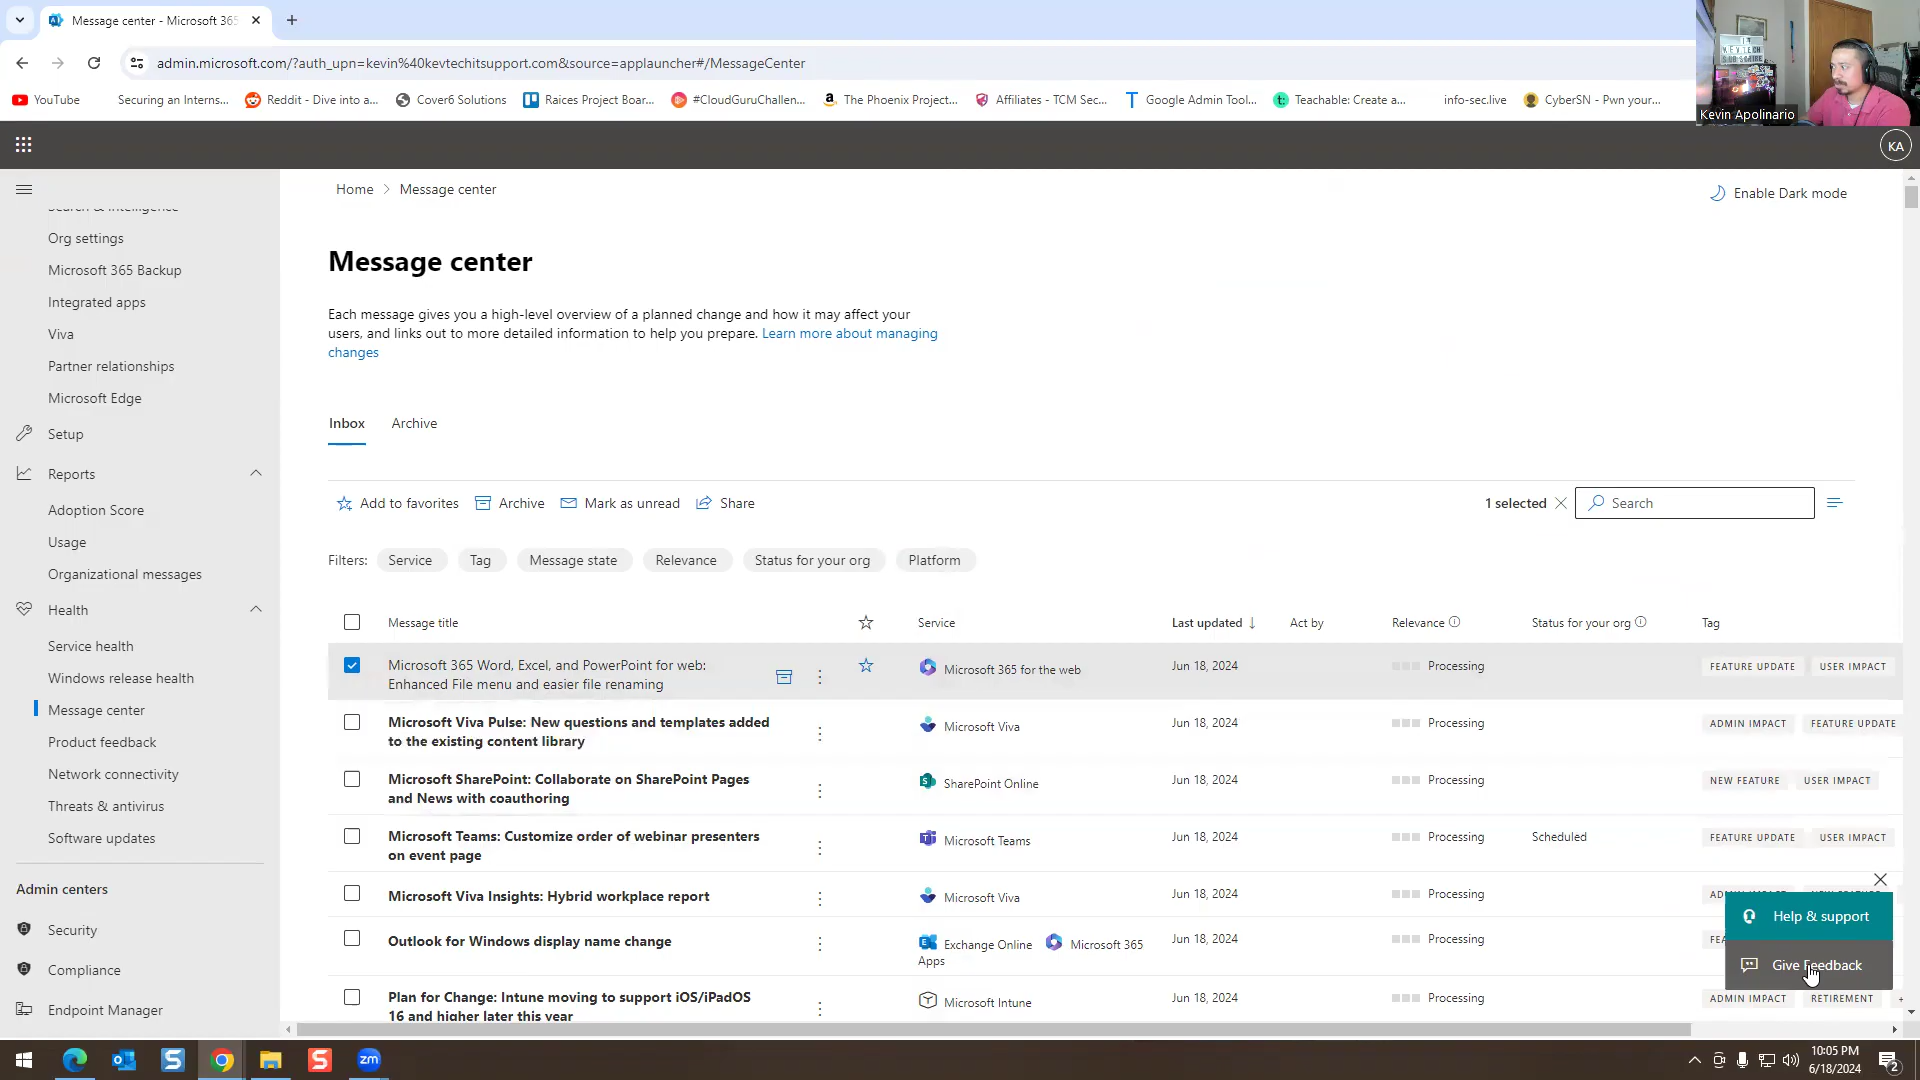 Message center - Microsoft 365
admin.microsoft.com/?auth_upn=kevin%40kevtechitsupport.com&source=applauncher#/MessageCenter
YouTube Securing an Interns... Reddit - Dive into a... Cover6 Solutions Raices Project Boar... #CloudGuruChallen... The Phoenix Project... Affiliates - TCM Sec... Google Admin Tool... Teachable: Create a... info-sec.live CyberSN - Pwn your...
Kevin Apolinario
KA
Home > Message center
Enable Dark mode
Search & intelligence
Org settings
Microsoft 365 Backup
Integrated apps
Viva
Partner relationships
Microsoft Edge
Setup
Reports
Adoption Score
Usage
Organizational messages
Health
Service health
Windows release health
Message center
Product feedback
Network connectivity
Threats & antivirus
Software updates
Admin centers
Security
Compliance
Endpoint Manager
Message center
Each message gives you a high-level overview of a planned change and how it may affect your
users, and links out to more detailed information to help you prepare. Learn more about managing
changes
Inbox Archive
Add to favorites Archive Mark as unread Share 1 selected Search
Filters: Service Tag Message state Relevance Status for your org Platform
Message title Service Last updated ↓ Act by Relevance Status for your org Tag
Microsoft 365 Word, Excel, and PowerPoint for web:
Enhanced File menu and easier file renaming
Microsoft 365 for the web Jun 18, 2024 Processing FEATURE UPDATE USER IMPACT
Microsoft Viva Pulse: New questions and templates added
to the existing content library
Microsoft Viva Jun 18, 2024 Processing ADMIN IMPACT FEATURE UPDATE
Microsoft SharePoint: Collaborate on SharePoint Pages
and News with coauthoring
SharePoint Online Jun 18, 2024 Processing NEW FEATURE USER IMPACT
Microsoft Teams: Customize order of webinar presenters
on event page
Microsoft Teams Jun 18, 2024 Processing Scheduled FEATURE UPDATE USER IMPACT
Microsoft Viva Insights: Hybrid workplace report Microsoft Viva Jun 18, 2024 Processing
Outlook for Windows display name change Exchange Online Microsoft 365
Apps
Jun 18, 2024 Processing
Plan for Change: Intune moving to support iOS/iPadOS
16 and higher later this year
Microsoft Intune Jun 18, 2024 Processing ADMIN IMPACT RETIREMENT
Help & support
Give Feedback
zm
10:05 PM
6/18/2024
2